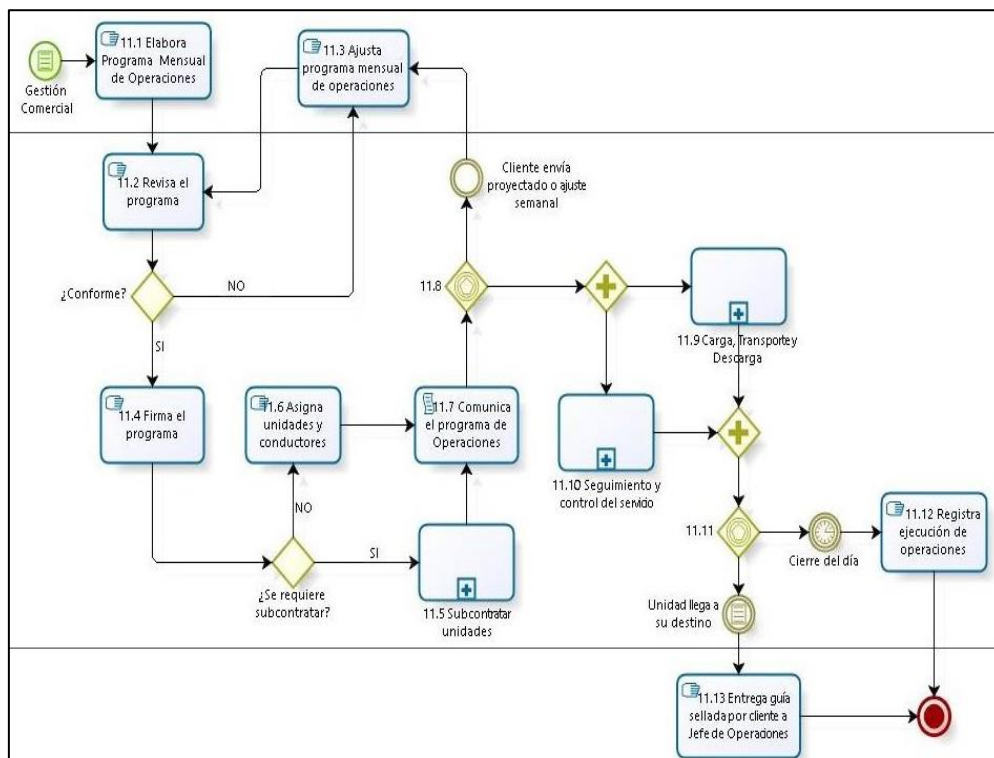 11.1 Elabora
Programa Mensual
de Operaciones
Gestión
Comercial
11.3 Ajusta
programa mensual
de operaciones
11.2 Revisa el
programa
Cliente envía
proyectado o ajuste
semanal
¿Conforme?
NO
SI
11.8
11.9 Carga, Transporte y
Descarga
11.4 Firma el
programa
11.6 Asigna
unidades y
conductores
11.7 Comunica
el programa de
Operaciones
11.10 Seguimiento y
control del servicio
NO
SI
¿Se requiere
subcontratar?
11.5 Subcontratar
unidades
11.11
Cierre del día
11.12 Registra
ejecución de
operaciones
Unidad llega a
su destino
11.13 Entrega guía
sellada por cliente a
Jefe de Operaciones